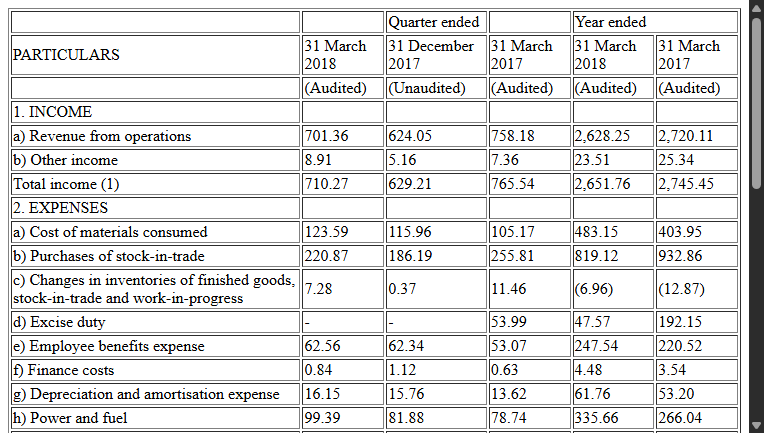 Quarter ended Year ended
PARTICULARS 31 March 2018 31 December 2017 31 March 2017 31 March 2018 31 March 2017
(Audited) (Unaudited) (Audited) (Audited) (Audited)
1. INCOME
a) Revenue from operations 701.36 624.05 758.18 2,628.25 2,720.11
b) Other income 8.91 5.16 7.36 23.51 25.34
Total income (1) 710.27 629.21 765.54 2,651.76 2,745.45
2. EXPENSES
a) Cost of materials consumed 123.59 115.96 105.17 483.15 403.95
b) Purchases of stock-in-trade 220.87 186.19 255.81 819.12 932.86
c) Changes in inventories of finished goods, stock-in-trade and work-in-progress 7.28 0.37 11.46 (6.96) (12.87)
d) Excise duty - - 53.99 47.57 192.15
e) Employee benefits expense 62.56 62.34 53.07 247.54 220.52
f) Finance costs 0.84 1.12 0.63 4.48 3.54
g) Depreciation and amortisation expense 16.15 15.76 13.62 61.76 53.20
h) Power and fuel 99.39 81.88 78.74 335.66 266.04